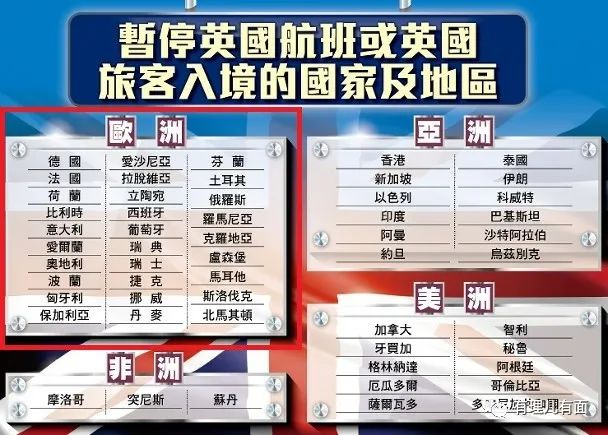 暫停英國航班或英國
旅客入境的國家及地區
歐洲
德國 愛沙尼亞 芬蘭
法國 拉脫維亞 土耳其
荷蘭 立陶宛 俄羅斯
比利時 西班牙 羅馬尼亞
意大利 葡萄牙 克羅地亞
愛爾蘭 瑞典 盧森堡
奧地利 瑞士 馬耳他
波蘭 捷克 斯洛伐克
匈牙利 挪威 北馬其頓
保加利亞 丹麥
亞洲
香港 泰國
新加坡 伊朗
以色列 科威特
印度 巴基斯坦
阿曼 沙特阿拉伯
約旦 烏茲別克
美洲
加拿大 智利
牙買加 秘魯
格林納達 阿根廷
厄瓜多爾 哥倫比亞
薩爾瓦多 多
非洲
摩洛哥 突尼斯 蘇丹
有理儿有面